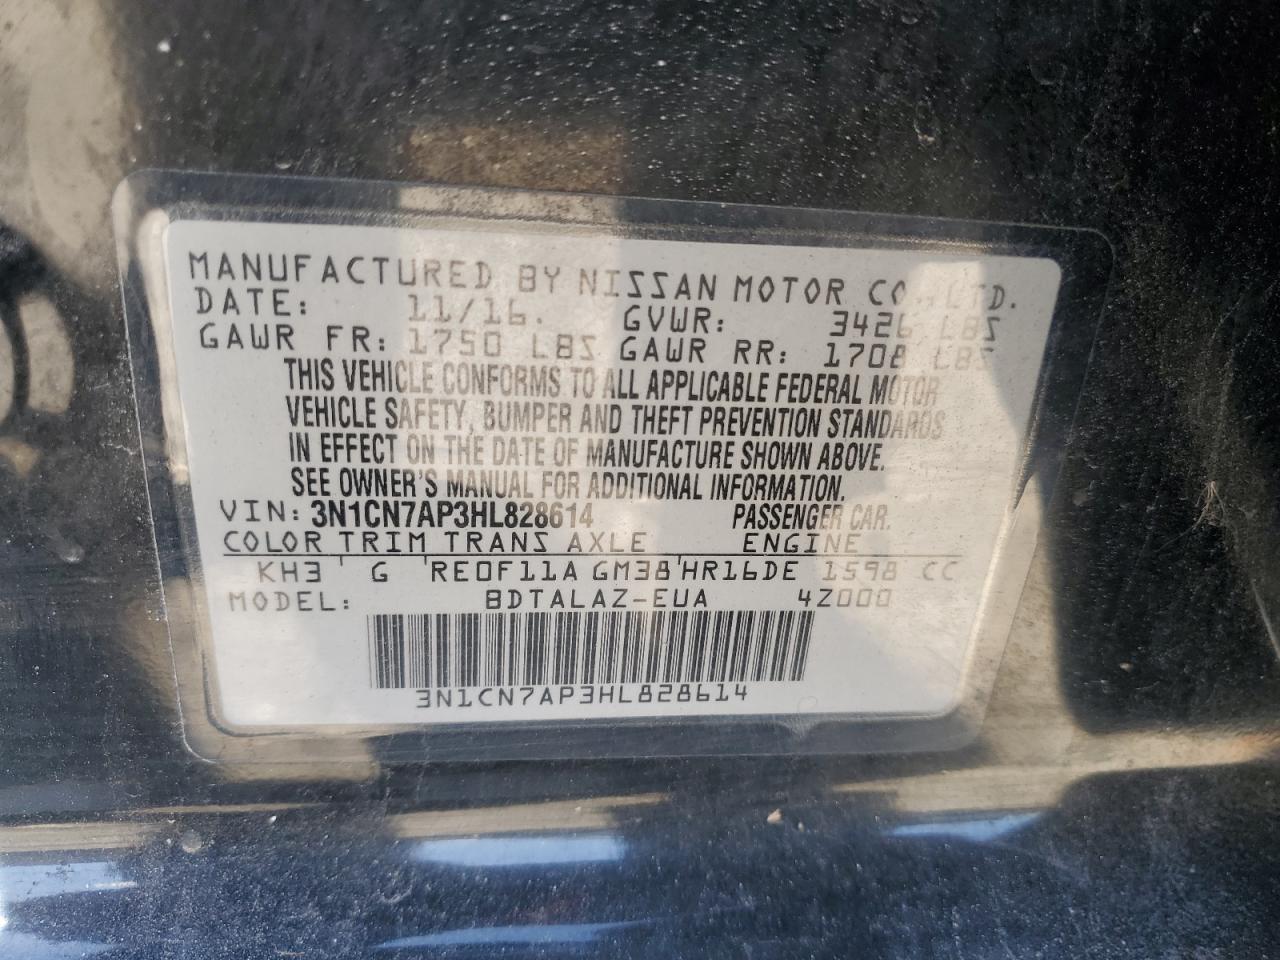 MANUFACTURED BY NISSAN MOTOR CO., LTD.
DATE: 11/16. GVWR: 3426 LBS
GAWR FR: 1750 LBS GAWR RR: 1708 LBS
THIS VEHICLE CONFORMS TO ALL APPLICABLE FEDERAL MOTOR
VEHICLE SAFETY, BUMPER AND THEFT PREVENTION STANDARDS
IN EFFECT ON THE DATE OF MANUFACTURE SHOWN ABOVE.
SEE OWNER'S MANUAL FOR ADDITIONAL INFORMATION.
VIN: 3N1CN7AP3HL828614 PASSENGER CAR.
COLOR TRIM TRANS AXLE ENGINE
KH3 G RE0F11A GM38 HR16DE 1598 CC
MODEL: BDTALAZ-EUA 4Z000
3N1CN7AP3HL828614